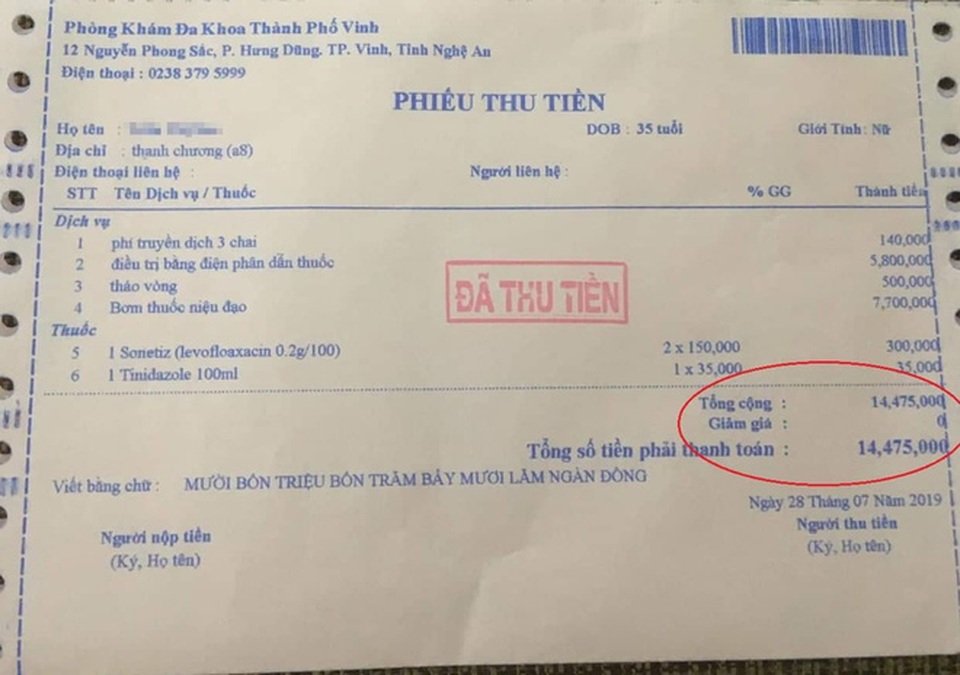 Phòng Khám Đa Khoa Thành Phố Vinh
12 Nguyễn Phong Sắc, P. Hưng Dũng. TP. Vinh, Tỉnh Nghệ An
Điện thoại : 0238 379 5999
PHIẾU THU TIỀN
Họ tên : DOB : 35 tuổi Giới Tính: Nữ
Địa chỉ : thanh chương (a8)
Điện thoại liên hệ : Người liên hệ :
STT Tên Dịch vụ / Thuốc % GG Thành tiền
Dịch vụ
1 phí truyền dịch 3 chai 140,000
2 điều trị bằng điện phân dẫn thuốc 5,800,000
3 tháo vòng 500,000
4 Bơm thuốc niệu đạo 7,700,000
ĐÃ THU TIỀN
Thuốc
5 1 Sonetiz (levofloaxacin 0.2g/100) 2 x 150,000 300,000
6 1 Tinidazole 100ml 1 x 35,000 35,000
Tổng cộng : 14,475,000
Giảm giá : 0
Tổng số tiền phải thanh toán : 14,475,000
Viết bằng chữ : MƯỜI BỐN TRIỆU BỐN TRĂM BẢY MƯƠI LĂM NGÀN ĐỒNG
Ngày 28 Tháng 07 Năm 2019
Người nộp tiền Người thu tiền
(Ký, Họ tên) (Ký, Họ tên)